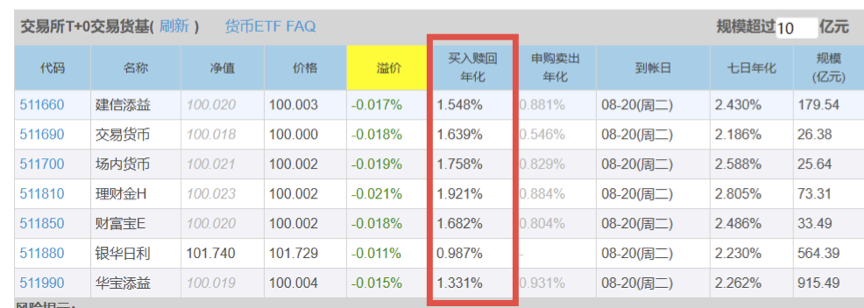 交易所T+0交易货基( 刷新 ) 货币ETF FAQ 规模超过10 亿元
代码 名称 净值 价格 溢价 买入赎回年化 申购卖出年化 到帐日 七日年化 规模(亿元)
511660 建信添益 100.020 100.003 -0.017% 1.548% 0.881% 08-20(周二) 2.430% 179.54
511690 交易货币 100.018 100.000 -0.018% 1.639% 0.546% 08-20(周二) 2.186% 26.38
511700 场内货币 100.021 100.002 -0.019% 1.758% 0.829% 08-20(周二) 2.588% 25.64
511810 理财金H 100.023 100.002 -0.021% 1.921% 0.884% 08-20(周二) 2.805% 73.31
511850 财富宝E 100.020 100.002 -0.018% 1.682% 0.804% 08-20(周二) 2.486% 33.49
511880 银华日利 101.740 101.729 -0.011% 0.987% - 08-20(周二) 2.230% 564.39
511990 华宝添益 100.019 100.004 -0.015% 1.331% 0.931% 08-20(周二) 2.262% 915.49